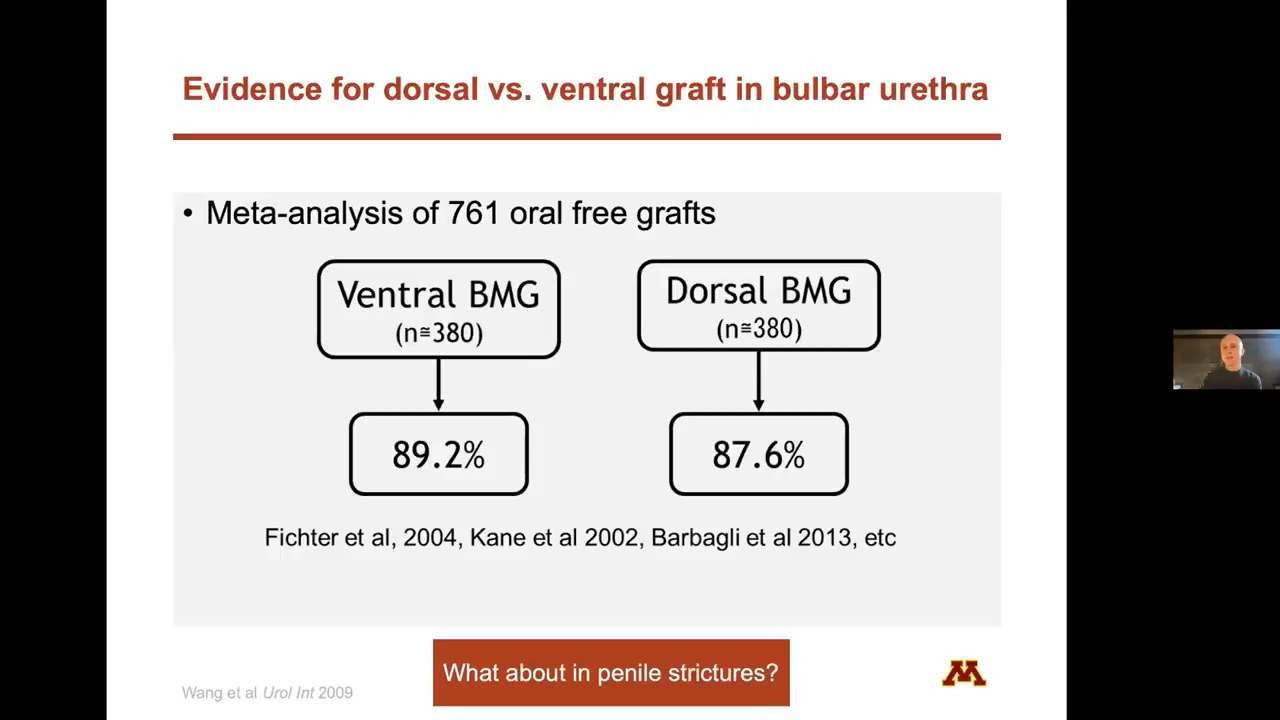 Evidence for dorsal vs. ventral graft in bulbar urethra
• Meta-analysis of 761 oral free grafts
Ventral BMG
(n≅380)
Dorsal BMG
(n≅380)
89.2%
87.6%
Fichter et al, 2004, Kane et al 2002, Barbagli et al 2013, etc
What about in penile strictures?
M
Wang et al Urol Int 2009